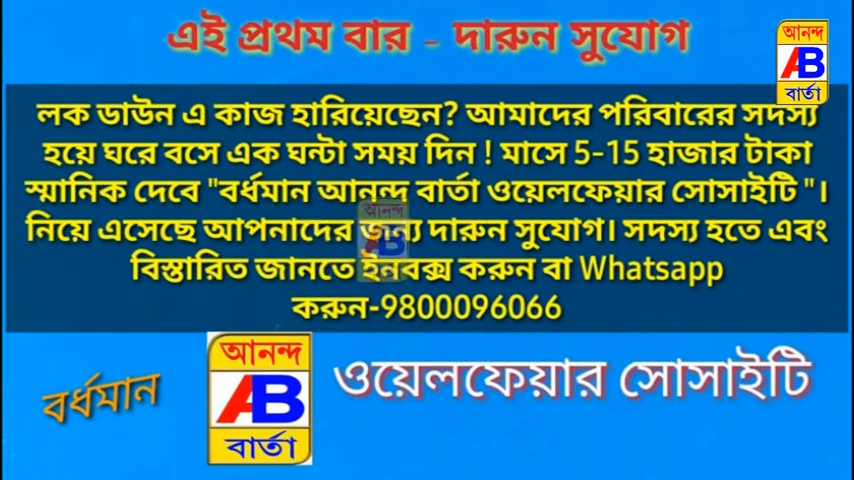 এই প্রথম বার - দারুন সুযোগ
আনন্দ
AB
বার্তা
লক ডাউন এ কাজ হারিয়েছেন? আমাদের পরিবারের সদস্য
হয়ে ঘরে বসে এক ঘন্টা সময় দিন ! মাসে 5-15 হাজার টাকা
স্মানিক দেবে "বর্ধমান আনন্দ বার্তা ওয়েলফেয়ার সোসাইটি "।
নিয়ে এসেছে আপনাদের জন্য দারুন সুযোগ। সদস্য হতে এবং
বিস্তারিত জানতে ইনবক্স করুন বা Whatsapp
করুন-9800096066
আনন্দ
AB
বর্ধমান
আনন্দ
AB
বার্তা
ওয়েলফেয়ার সোসাইটি